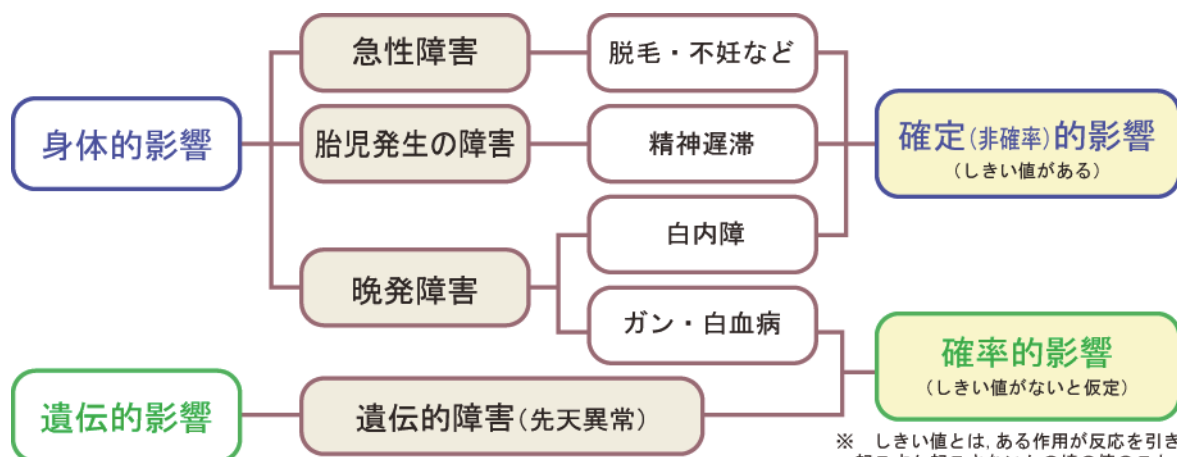 急性障害
脱毛・不妊など
身体的影響
胎児発生の障害
精神遅滞
確定(非確率)的影響
(しきい値がある)
白内障
晩発障害
ガン・白血病
確率的影響
(しきい値がないと仮定)
遺伝的影響
遺伝的障害(先天異常)
※ しきい値とは,ある作用が反応を引き